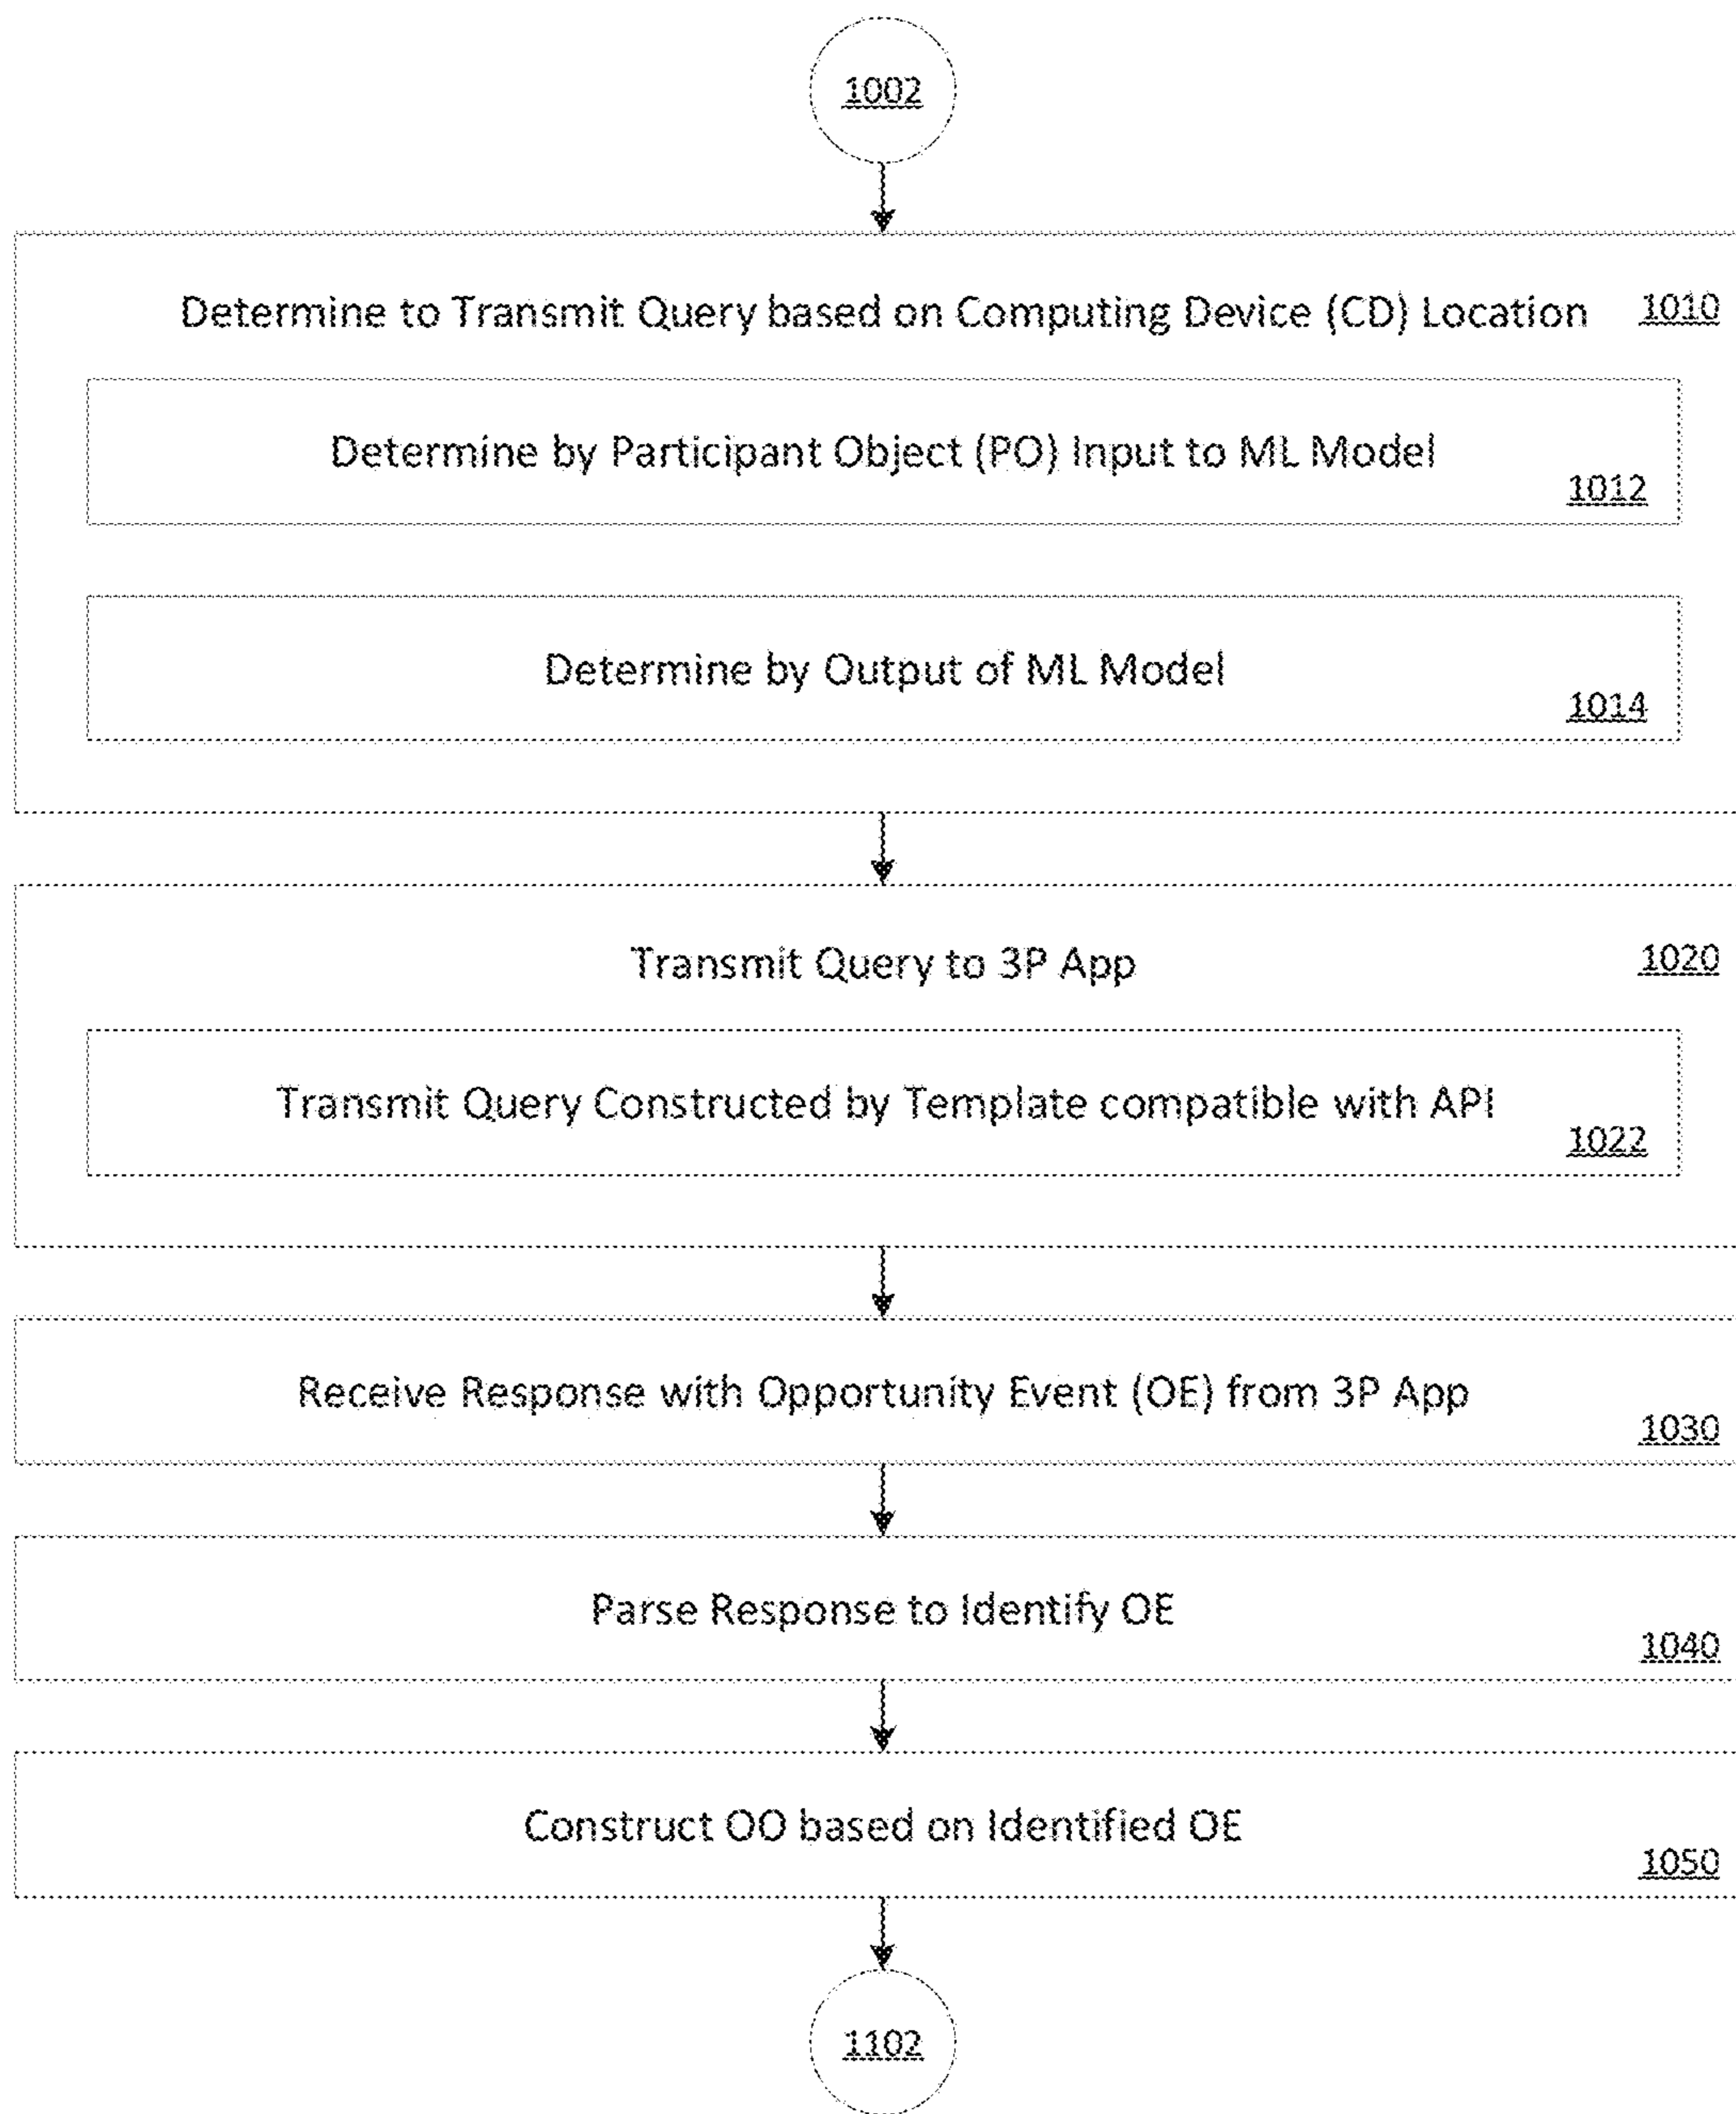 1002
Determine to Transmit Query based on Computing Device (CD) Location 1010
Determine by Participant Object (PO) Input to ML Model
1012
Determine by Output of ML Model
1014
Transmit Query to 3P App 1020
Transmit Query Constructed by Template compatible with API
1022
Receive Response with Opportunity Event (OE) from 3P App
1030
Parse Response to Identify OE
1040
Construct OO based on Identified OE
1050
1102